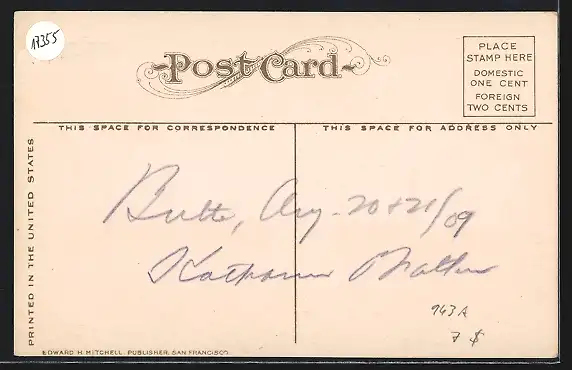 17355
Post Card
PLACE
STAMP HERE
DOMESTIC
ONE CENT
FOREIGN
TWO CENTS
THIS SPACE FOR CORRESPONDENCE
THIS SPACE FOR ADDRESS ONLY
PRINTED IN THE UNITED STATES
Butte, Aug - 20 + 21/09
943A
7 $
EDWARD H. MITCHELL, PUBLISHER, SAN FRANCISCO